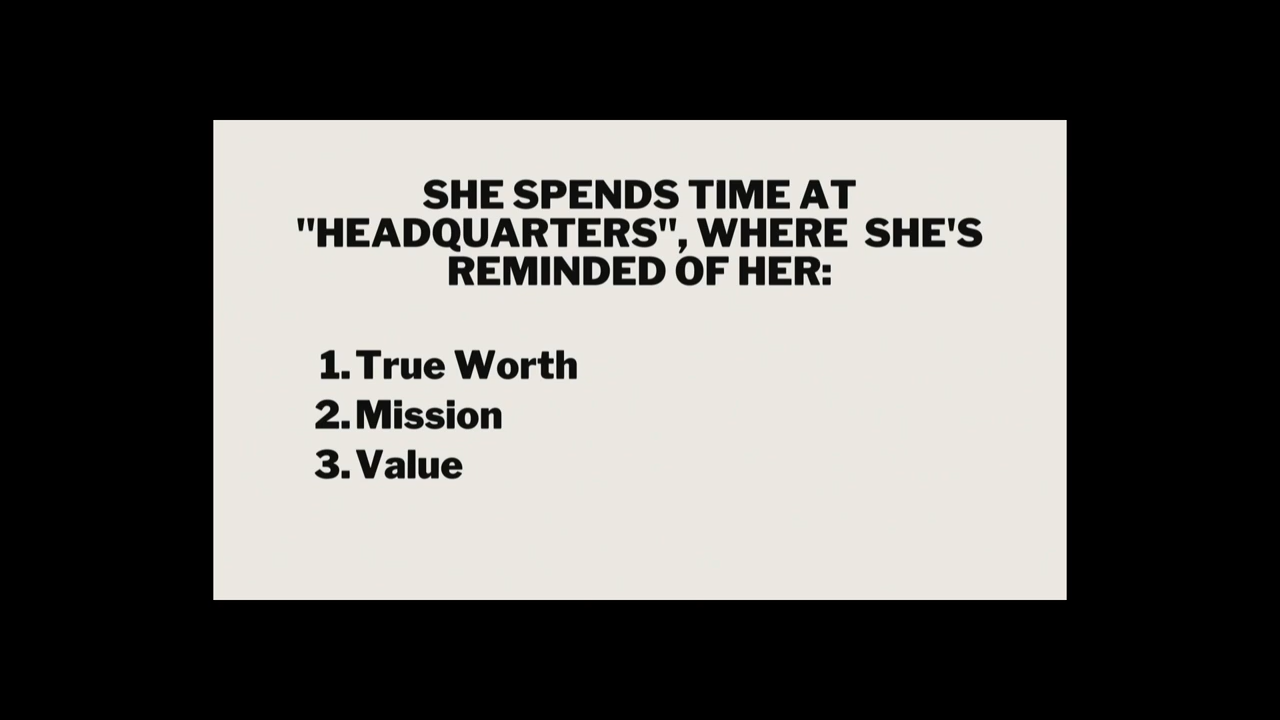 SHE SPENDS TIME AT
"HEADQUARTERS", WHERE SHE'S
REMINDED OF HER:
1. True Worth
2. Mission
3. Value